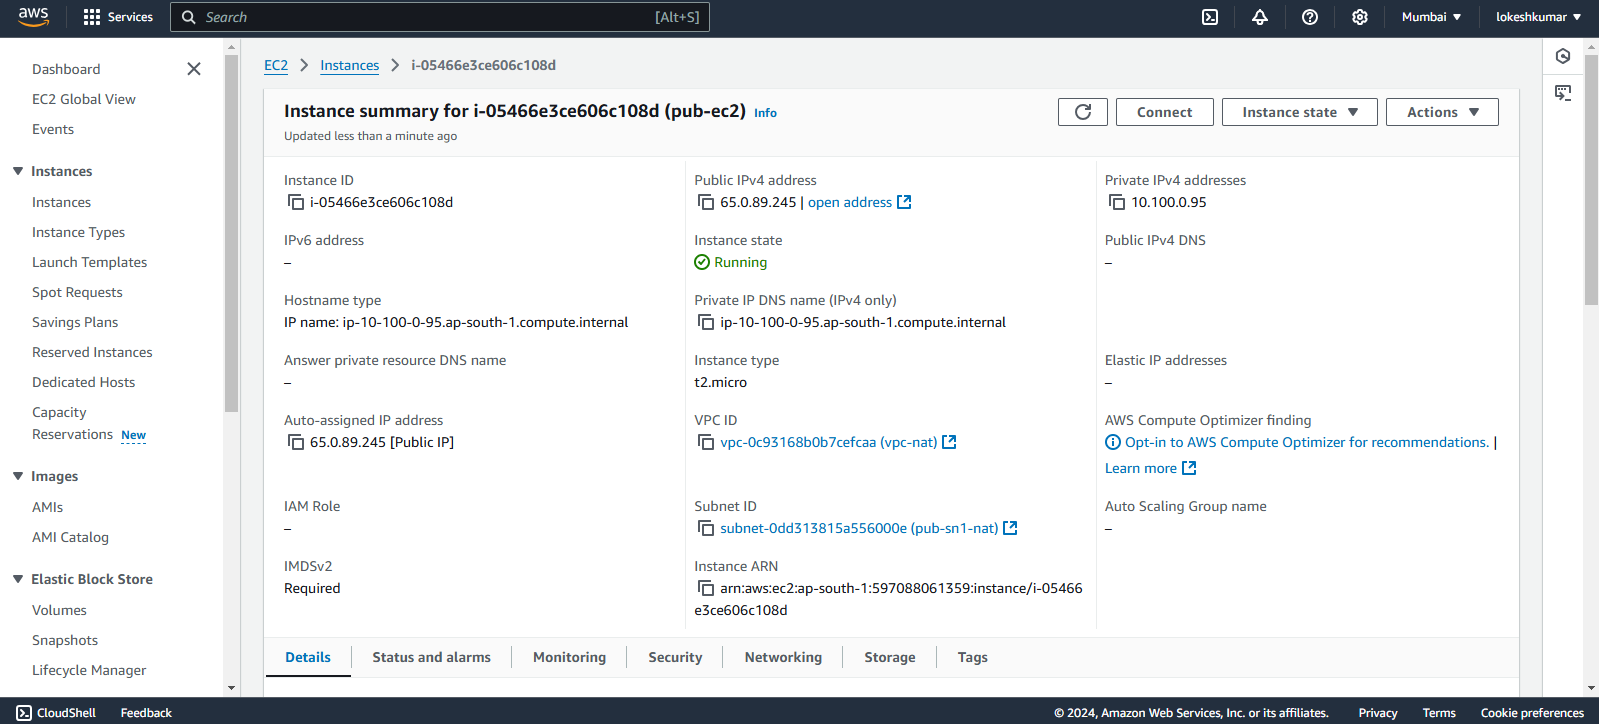 aws
Services
Search
[Alt+S]
Mumbai
lokeshkumar
Dashboard
EC2 Global View
Events
Instances
Instances
Instance Types
Launch Templates
Spot Requests
Savings Plans
Reserved Instances
Dedicated Hosts
Capacity
Reservations New
Images
AMIs
AMI Catalog
Elastic Block Store
Volumes
Snapshots
Lifecycle Manager
EC2 > Instances > i-05466e3ce606c108d
Instance summary for i-05466e3ce606c108d (pub-ec2) Info
Updated less than a minute ago
Connect
Instance state
Actions
Instance ID
i-05466e3ce606c108d
Public IPv4 address
65.0.89.245 | open address
Private IPv4 addresses
10.100.0.95
IPv6 address
–
Instance state
Running
Public IPv4 DNS
–
Hostname type
IP name: ip-10-100-0-95.ap-south-1.compute.internal
Private IP DNS name (IPv4 only)
ip-10-100-0-95.ap-south-1.compute.internal
Answer private resource DNS name
–
Instance type
t2.micro
Elastic IP addresses
–
Auto-assigned IP address
65.0.89.245 [Public IP]
VPC ID
vpc-0c93168b0b7cefcaa (vpc-nat)
AWS Compute Optimizer finding
Opt-in to AWS Compute Optimizer for recommendations. |
Learn more
IAM Role
–
Subnet ID
subnet-0dd313815a556000e (pub-sn1-nat)
Auto Scaling Group name
–
IMDSv2
Required
Instance ARN
arn:aws:ec2:ap-south-1:597088061359:instance/i-05466
e3ce606c108d
Details
Status and alarms
Monitoring
Security
Networking
Storage
Tags
CloudShell
Feedback
© 2024, Amazon Web Services, Inc. or its affiliates.
Privacy
Terms
Cookie preferences